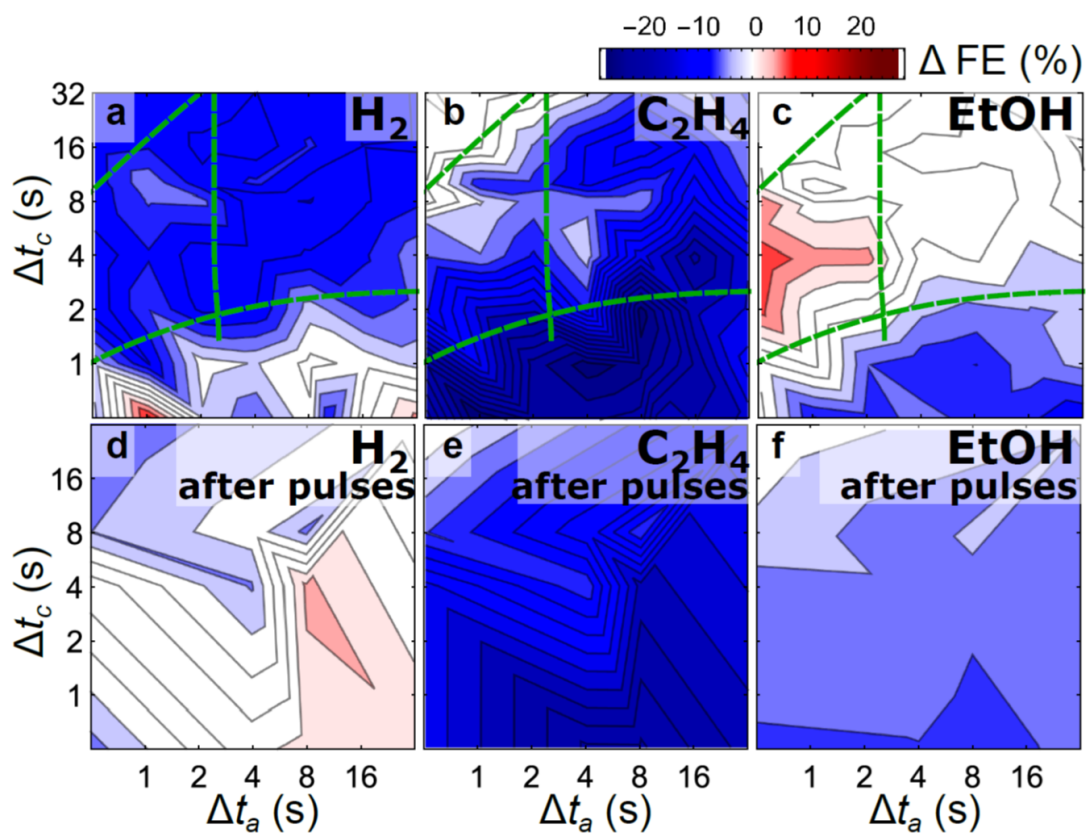 −20 −10 0 10 20
Δ FE (%)
a H₂ b C₂H₄ c EtOH
32
16
8
4
2
1
Δt_c (s)
d H₂ e C₂H₄ f EtOH
after pulses after pulses after pulses
16
8
4
2
1
Δt_c (s)
1 2 4 8 16 1 2 4 8 16 1 2 4 8 16
Δt_a (s) Δt_a (s) Δt_a (s)